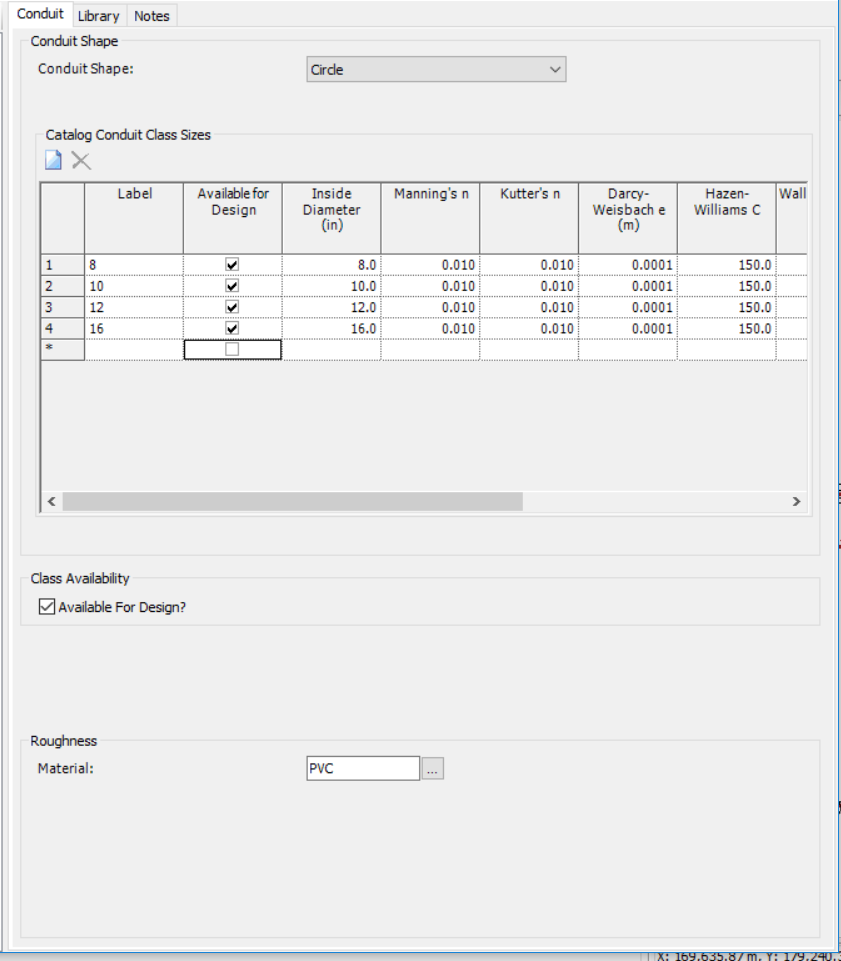 Conduit Library Notes
Conduit Shape
Conduit Shape: Circle
Catalog Conduit Class Sizes
Label Available for Design Inside Diameter (in) Manning's n Kutter's n Darcy-Weisbach e (m) Hazen-Williams C Wall
1 8 8.0 0.010 0.010 0.0001 150.0
2 10 10.0 0.010 0.010 0.0001 150.0
3 12 12.0 0.010 0.010 0.0001 150.0
4 16 16.0 0.010 0.010 0.0001 150.0
*
Class Availability
Available For Design?
Roughness
Material: PVC ...
X: 169,635.87 m, Y: 179,240.